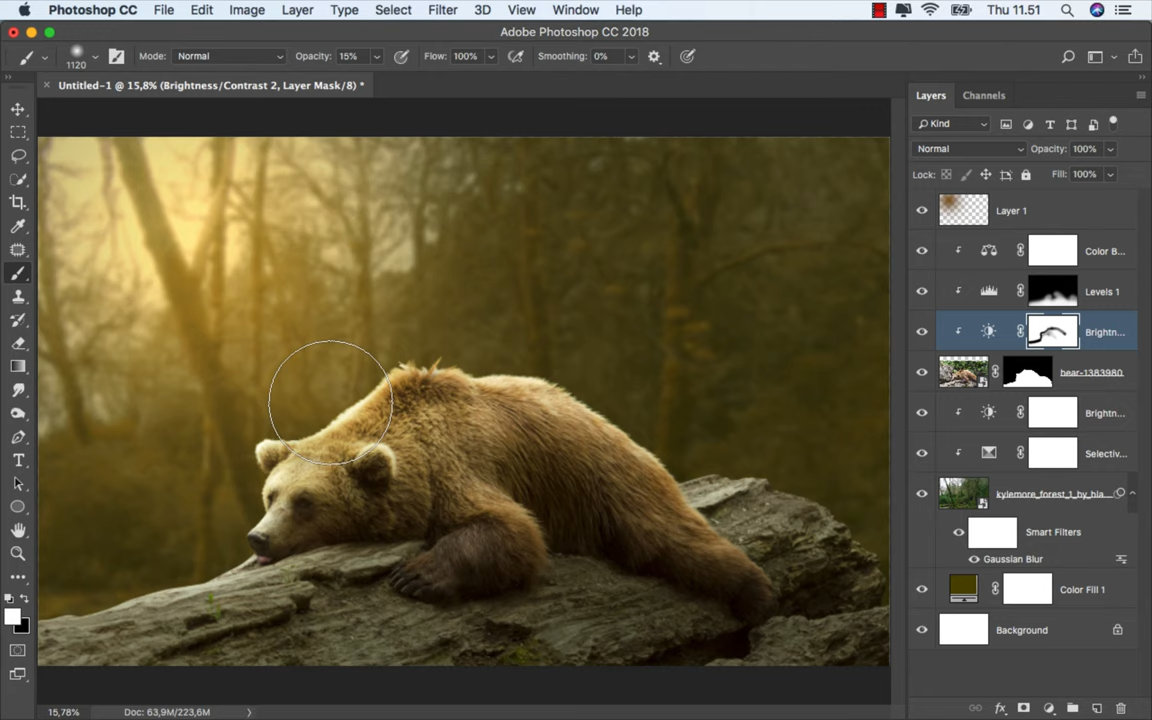 Photoshop CC File Edit Image Layer Type Select Filter 3D View Window Help Thu 11.51
Adobe Photoshop CC 2018
1120 Mode: Normal Opacity: 15% Flow: 100% Smoothing: 0%
Untitled-1 @ 15,8% (Brightness/Contrast 2, Layer Mask/8) *
Layers Channels
Kind
Normal Opacity: 100%
Lock: Fill: 100%
Layer 1
Color B...
Levels 1
Brightn...
bear-1383980
Brightn...
Selectiv...
kylemore_forest_1_by_bia...
Smart Filters
Gaussian Blur
Color Fill 1
Background
15,78% Doc: 63,9M/223,6M